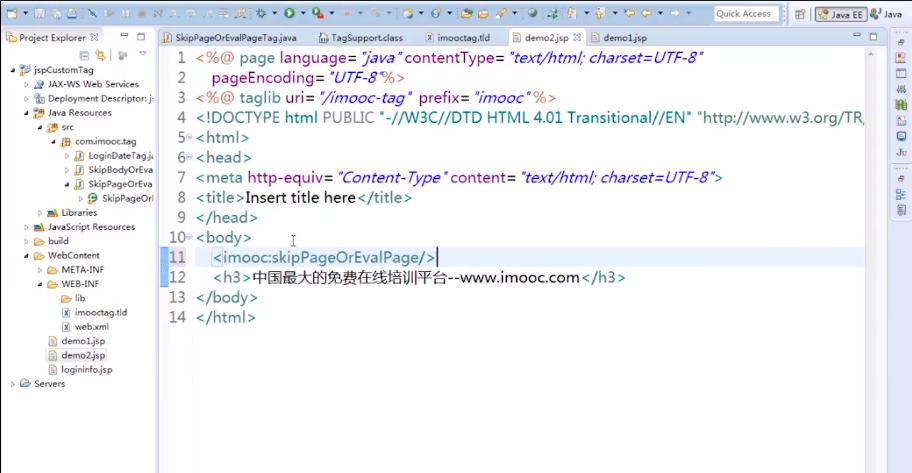 Quick Access
Java EE
Java
Project Explorer
SkipPageOrEvalPageTag.java
TagSupport.class
imooctag.tld
demo2.jsp
demo1.jsp
jspCustomTag
JAX-WS Web Services
Deployment Descriptor: jsp
Java Resources
src
com.imooc.tag
LoginDateTag.j
SkipBodyOrEva
SkipPageOrEva
SkipPageOrE
Libraries
JavaScript Resources
build
WebContent
META-INF
WEB-INF
lib
imooctag.tld
web.xml
demo1.jsp
demo2.jsp
logininfo.jsp
Servers
1 <%@ page language="java" contentType="text/html; charset=UTF-8"
2 pageEncoding="UTF-8"%>
3 <%@ taglib uri="/imooc-tag" prefix="imooc"%>
4 <!DOCTYPE html PUBLIC "-//W3C//DTD HTML 4.01 Transitional//EN" "http://www.w3.org/TR,
5 <html>
6 <head>
7 <meta http-equiv="Content-Type" content="text/html; charset=UTF-8">
8 <title>Insert title here</title>
9 </head>
10 <body>
11 <imooc:skipPageOrEvalPage/>
12 <h3>中国最大的免费在线培训平台--www.imooc.com</h3>
13 </body>
14 </html>